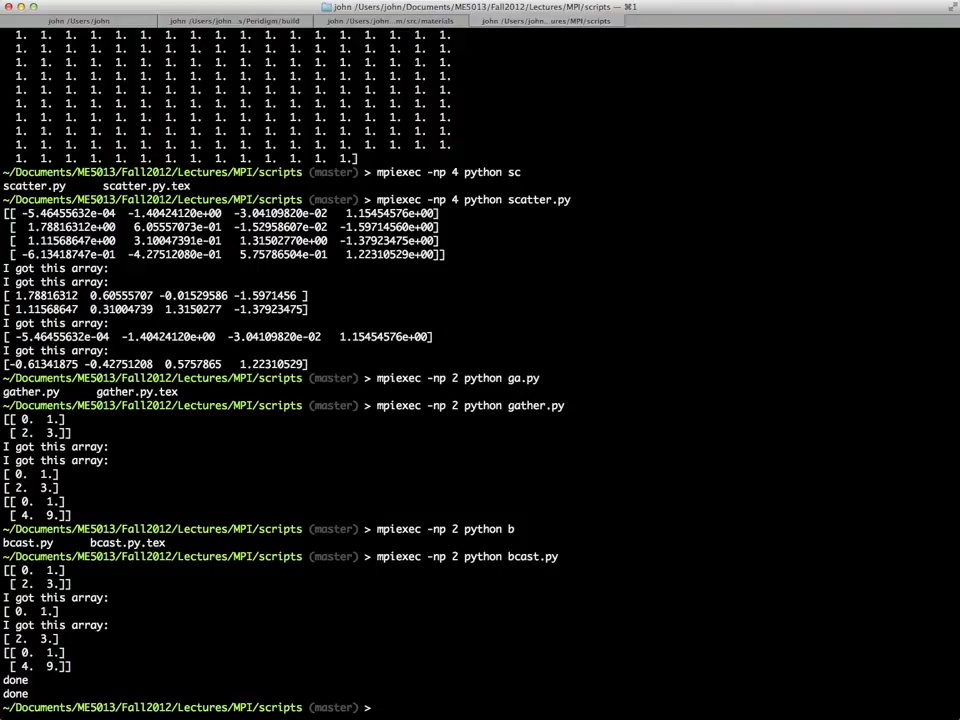 john /Users/john/Documents/ME5013/Fall2012/Lectures/MPI/scripts — ⌘1
john /Users/john
john /Users/john...s/Peridigm/build
john /Users/john...m/src/materials
john /Users/john...ures/MPI/scripts
1. 1. 1. 1. 1. 1. 1. 1. 1. 1. 1. 1. 1. 1. 1. 1. 1. 1.
1. 1. 1. 1. 1. 1. 1. 1. 1. 1. 1. 1. 1. 1. 1. 1. 1. 1.
1. 1. 1. 1. 1. 1. 1. 1. 1. 1. 1. 1. 1. 1. 1. 1. 1. 1.
1. 1. 1. 1. 1. 1. 1. 1. 1. 1. 1. 1. 1. 1. 1. 1. 1. 1.
1. 1. 1. 1. 1. 1. 1. 1. 1. 1. 1. 1. 1. 1. 1. 1. 1. 1.
1. 1. 1. 1. 1. 1. 1. 1. 1. 1. 1. 1. 1. 1. 1. 1. 1. 1.
1. 1. 1. 1. 1. 1. 1. 1. 1. 1. 1. 1. 1. 1. 1. 1. 1. 1.
1. 1. 1. 1. 1. 1. 1. 1. 1. 1. 1. 1. 1. 1. 1. 1. 1. 1.
1. 1. 1. 1. 1. 1. 1. 1. 1. 1. 1. 1. 1. 1. 1. 1. 1. 1.
1. 1. 1. 1. 1. 1. 1. 1. 1. 1. 1. 1. 1. 1.]
~/Documents/ME5013/Fall2012/Lectures/MPI/scripts (master) > mpiexec -np 4 python sc
scatter.py scatter.py.tex
~/Documents/ME5013/Fall2012/Lectures/MPI/scripts (master) > mpiexec -np 4 python scatter.py
[[ -5.46455632e-04 -1.40424120e+00 -3.04109820e-02 1.15454576e+00]
[ 1.78816312e+00 6.05557073e-01 -1.52958607e-02 -1.59714560e+00]
[ 1.11568647e+00 3.10047391e-01 1.31502770e+00 -1.37923475e+00]
[ -6.13418747e-01 -4.27512080e-01 5.75786504e-01 1.22310529e+00]]
I got this array:
I got this array:
[ 1.78816312 0.60555707 -0.01529586 -1.5971456 ]
[ 1.11568647 0.31004739 1.3150277 -1.37923475]
I got this array:
[ -5.46455632e-04 -1.40424120e+00 -3.04109820e-02 1.15454576e+00]
I got this array:
[-0.61341875 -0.42751208 0.5757865 1.22310529]
~/Documents/ME5013/Fall2012/Lectures/MPI/scripts (master) > mpiexec -np 2 python ga.py
gather.py gather.py.tex
~/Documents/ME5013/Fall2012/Lectures/MPI/scripts (master) > mpiexec -np 2 python gather.py
[[ 0. 1.]
[ 2. 3.]]
I got this array:
I got this array:
[ 0. 1.]
[ 2. 3.]
[[ 0. 1.]
[ 4. 9.]]
~/Documents/ME5013/Fall2012/Lectures/MPI/scripts (master) > mpiexec -np 2 python b
bcast.py bcast.py.tex
~/Documents/ME5013/Fall2012/Lectures/MPI/scripts (master) > mpiexec -np 2 python bcast.py
[[ 0. 1.]
[ 2. 3.]]
I got this array:
[ 0. 1.]
I got this array:
[ 2. 3.]
[[ 0. 1.]
[ 4. 9.]]
done
done
~/Documents/ME5013/Fall2012/Lectures/MPI/scripts (master) >